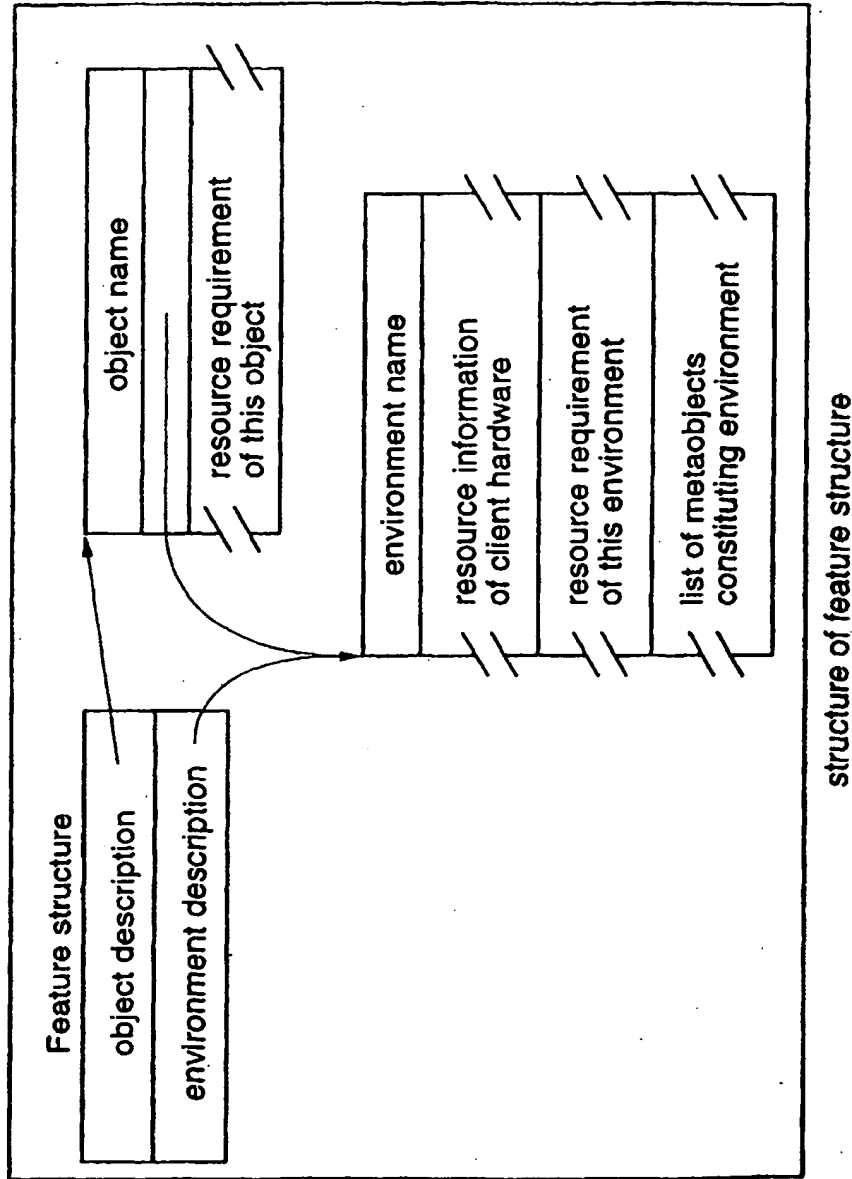 Feature structure
object description
environment description
object name
resource requirement
of this object
environment name
resource information
of client hardware
resource requirement
of this environment
list of metaobjects
constituting environment
structure of feature structure